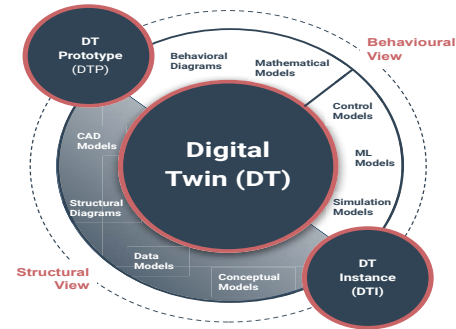 DT
Prototype
(DTP)
Behavioral
Diagrams
Mathematical
Models
Behavioural
View
Control
Models
CAD
Models
Digital
Twin (DT)
ML
Models
Structural
Diagrams
Simulation
Models
Data
Models
Conceptual
Models
DT
Instance
(DTI)
Structural
View